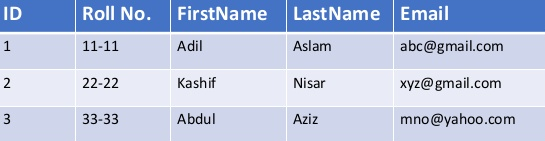 ID Roll No. FirstName LastName Email
1 11-11 Adil Aslam abc@gmail.com
2 22-22 Kashif Nisar xyz@gmail.com
3 33-33 Abdul Aziz mno@yahoo.com